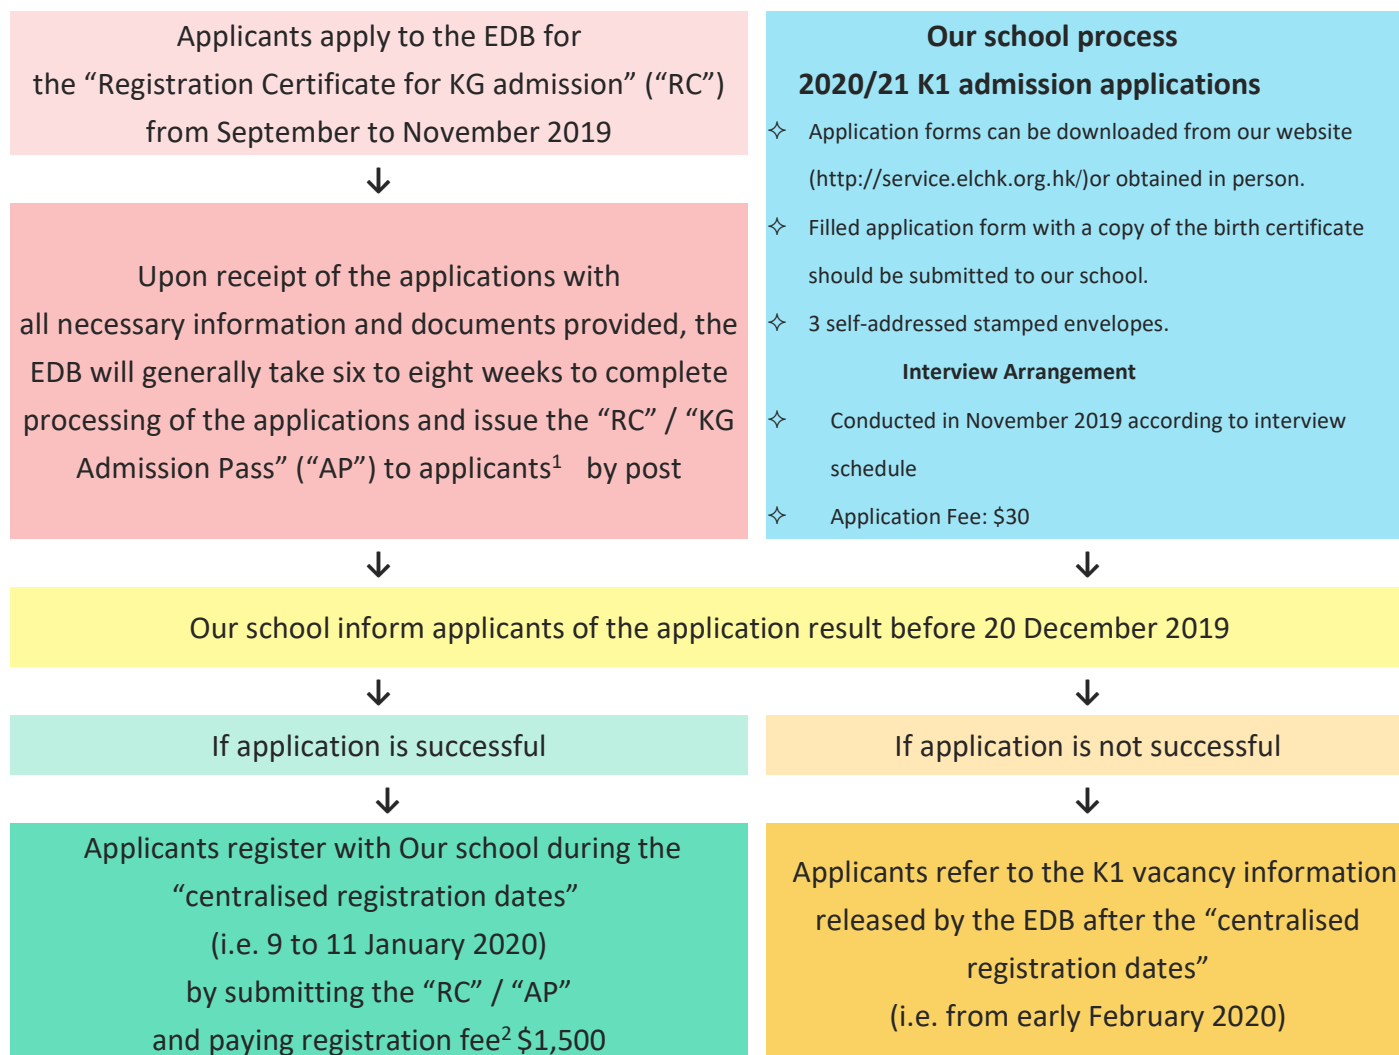 Applicants apply to the EDB for
the “Registration Certificate for KG admission” (“RC”)
from September to November 2019
↓
Upon receipt of the applications with
all necessary information and documents provided, the
EDB will generally take six to eight weeks to complete
processing of the applications and issue the “RC” / “KG
Admission Pass” (“AP”) to applicants¹ by post
↓
Our school process
2020/21 K1 admission applications
✧ Application forms can be downloaded from our website
(http://service.elchk.org.hk/)or obtained in person.
✧ Filled application form with a copy of the birth certificate
should be submitted to our school.
✧ 3 self-addressed stamped envelopes.
Interview Arrangement
✧ Conducted in November 2019 according to interview
schedule
✧ Application Fee: $30
↓
Our school inform applicants of the application result before 20 December 2019
↓
If application is successful
↓
Applicants register with Our school during the
“centralised registration dates”
(i.e. 9 to 11 January 2020)
by submitting the “RC” / “AP”
and paying registration fee² $1,500
↓
If application is not successful
↓
Applicants refer to the K1 vacancy information
released by the EDB after the “centralised
registration dates”
(i.e. from early February 2020)